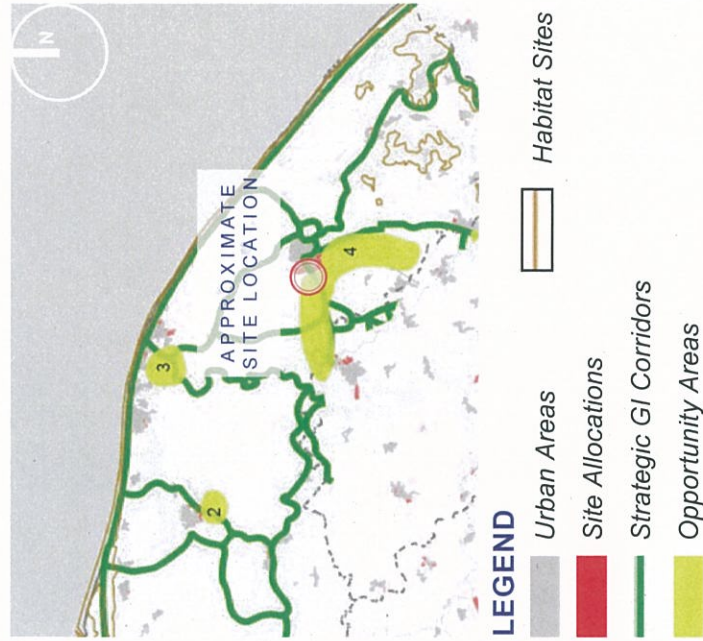 N
APPROXIMATE
SITE LOCATION
3
2
4
LEGEND
Urban Areas
Site Allocations
Strategic GI Corridors
Opportunity Areas
Habitat Sites